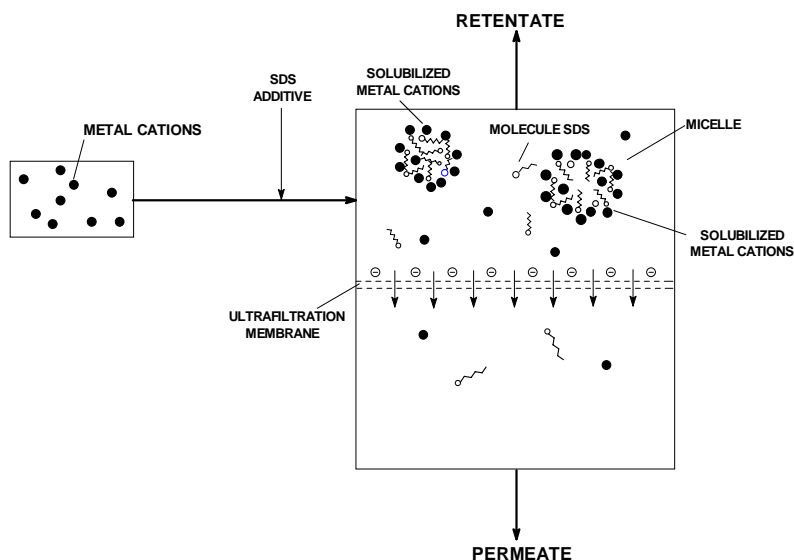 RETENTATE
SDS
ADDITIVE
SOLUBILIZED
METAL CATIONS
METAL CATIONS
MOLECULE SDS
MICELLE
SOLUBILIZED
METAL CATIONS
ULTRAFILTRATION
MEMBRANE
PERMEATE